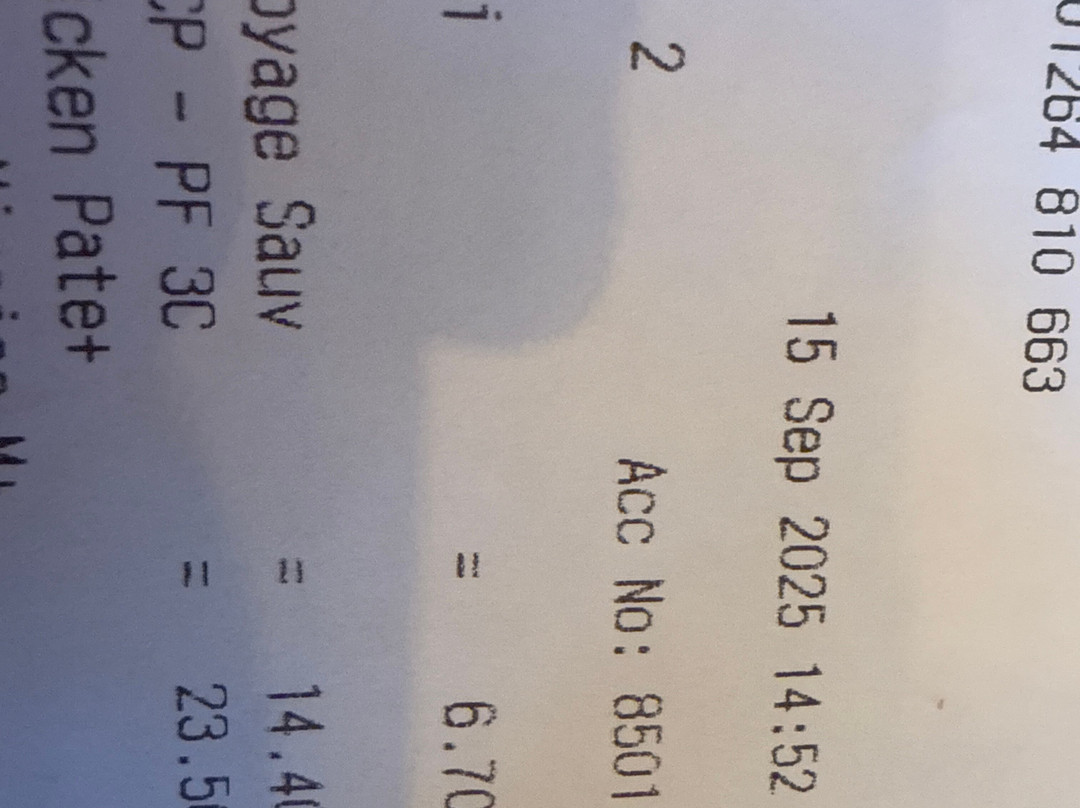 01264 810 663
15 Sep 2025 14:52
2 Acc No: 8501
i = 6.70
oyage Sauv = 14.40
CP - PF 3C = 23.50
cken Pate+